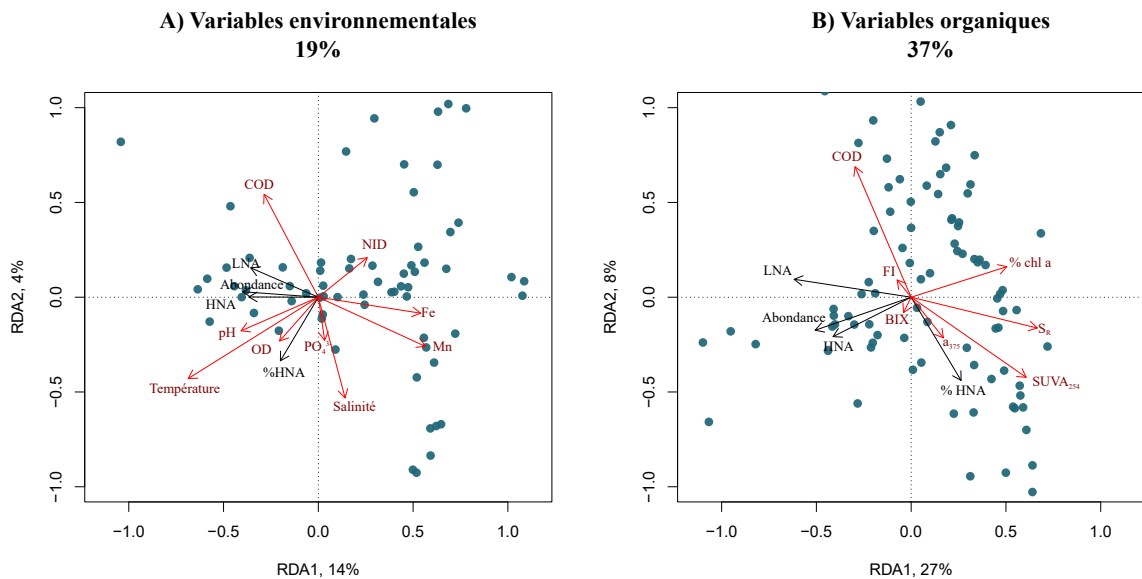 A) Variables environnementales
19%
1.0
0.5
0.0
−0.5
−1.0
RDA2, 4%
COD
NID
LNA
Abondance
HNA
Fe
pH
OD
PO₄³⁻
Mn
%HNA
Température
Salinité
−1.0
−0.5
0.0
0.5
1.0
RDA1, 14%
B) Variables organiques
37%
1.0
0.5
0.0
−0.5
−1.0
RDA2, 8%
COD
LNA
FI
% chl a
Abondance
BIX
HNA
a₃₇₅
S_R
% HNA
SUVA₂₅₄
−1.0
−0.5
0.0
0.5
1.0
RDA1, 27%